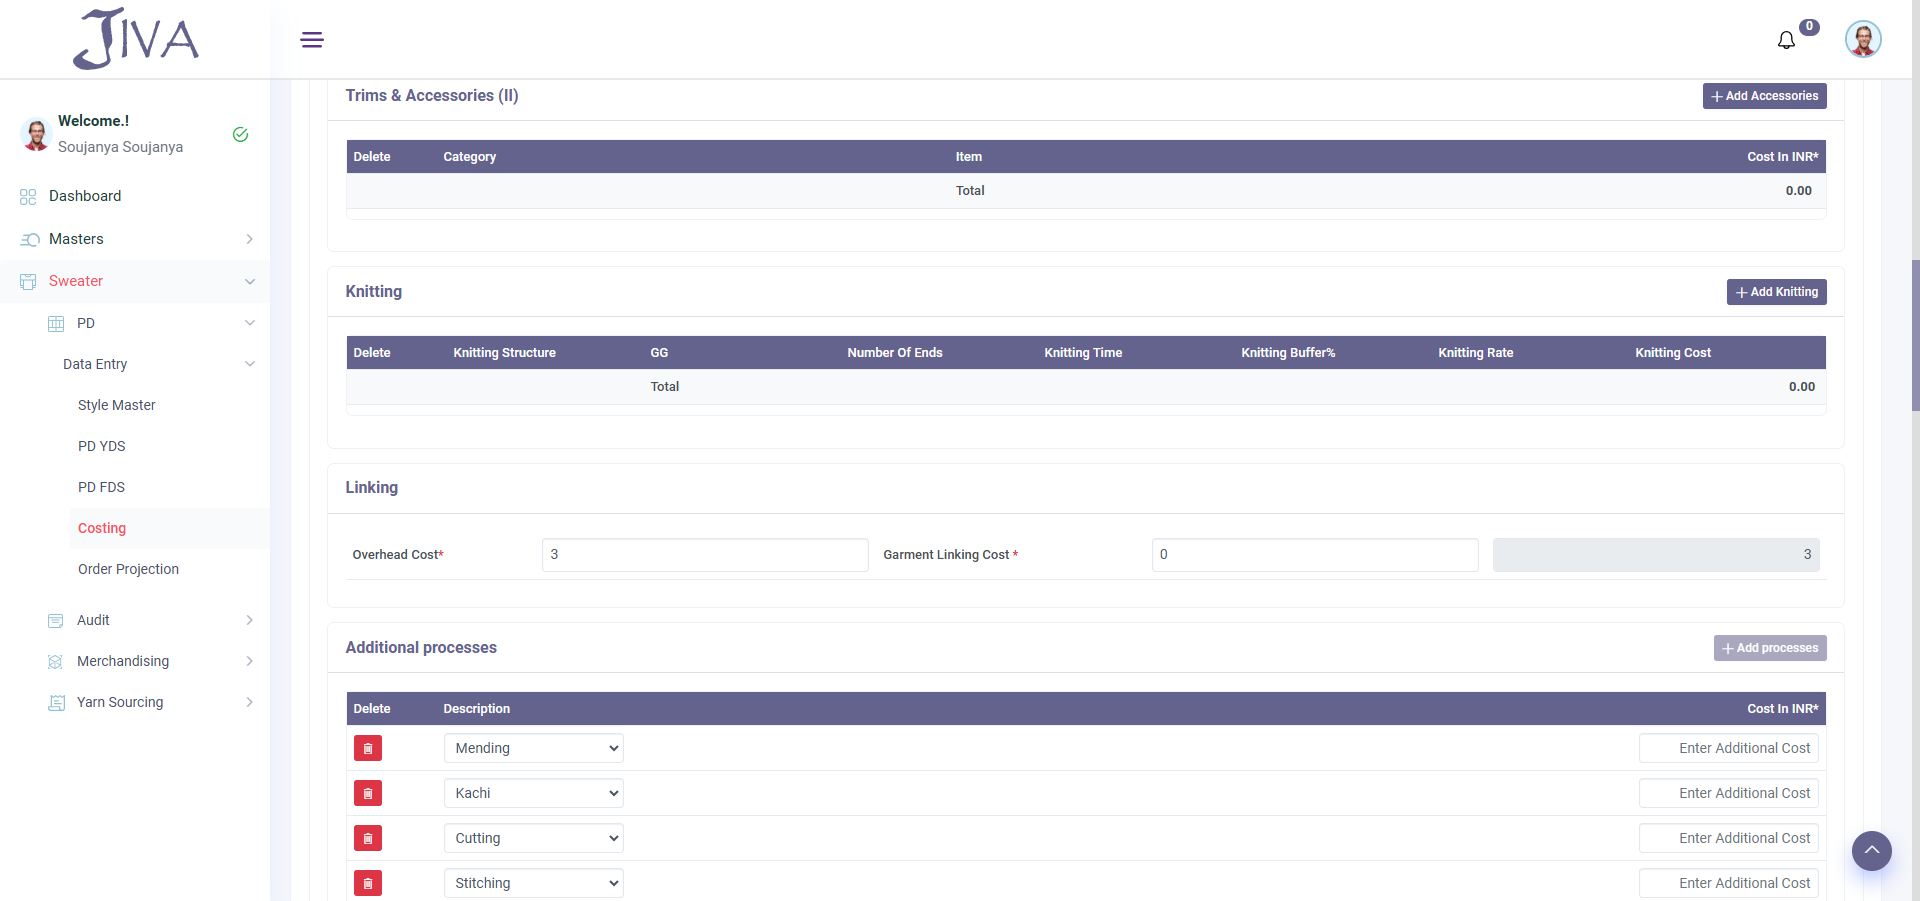 JIVA
0
Welcome.!
Soujanya Soujanya
Dashboard
Masters
Sweater
PD
Data Entry
Style Master
PD YDS
PD FDS
Costing
Order Projection
Audit
Merchandising
Yarn Sourcing
Trims & Accessories (II)
Add Accessories
Delete Category Item Cost In INR*
Total 0.00
Knitting
Add Knitting
Delete Knitting Structure GG Number Of Ends Knitting Time Knitting Buffer% Knitting Rate Knitting Cost
Total 0.00
Linking
Overhead Cost* 3 Garment Linking Cost * 0 3
Additional processes
Add processes
Delete Description Cost In INR*
Mending Enter Additional Cost
Kachi Enter Additional Cost
Cutting Enter Additional Cost
Stitching Enter Additional Cost